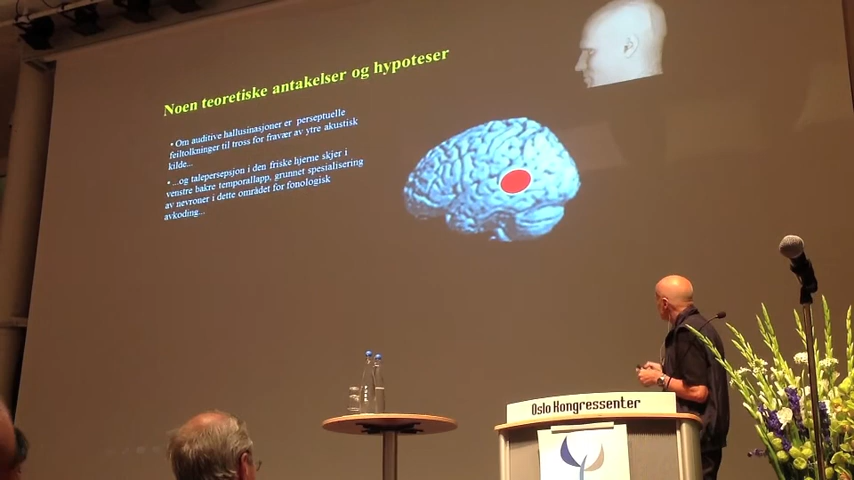 Noen teoretiske antakelser og hypoteser
• Om auditive hallusinasjoner er perseptuelle
feiltolkninger til tross for fravær av ytre akustisk
kilde...
• ...og talepersepsjon i den friske hjerne skjer i
venstre bakre temporallapp, grunnet spesialisering
av nevroner i dette området for fonologisk
avkoding...
Oslo Kongressenter